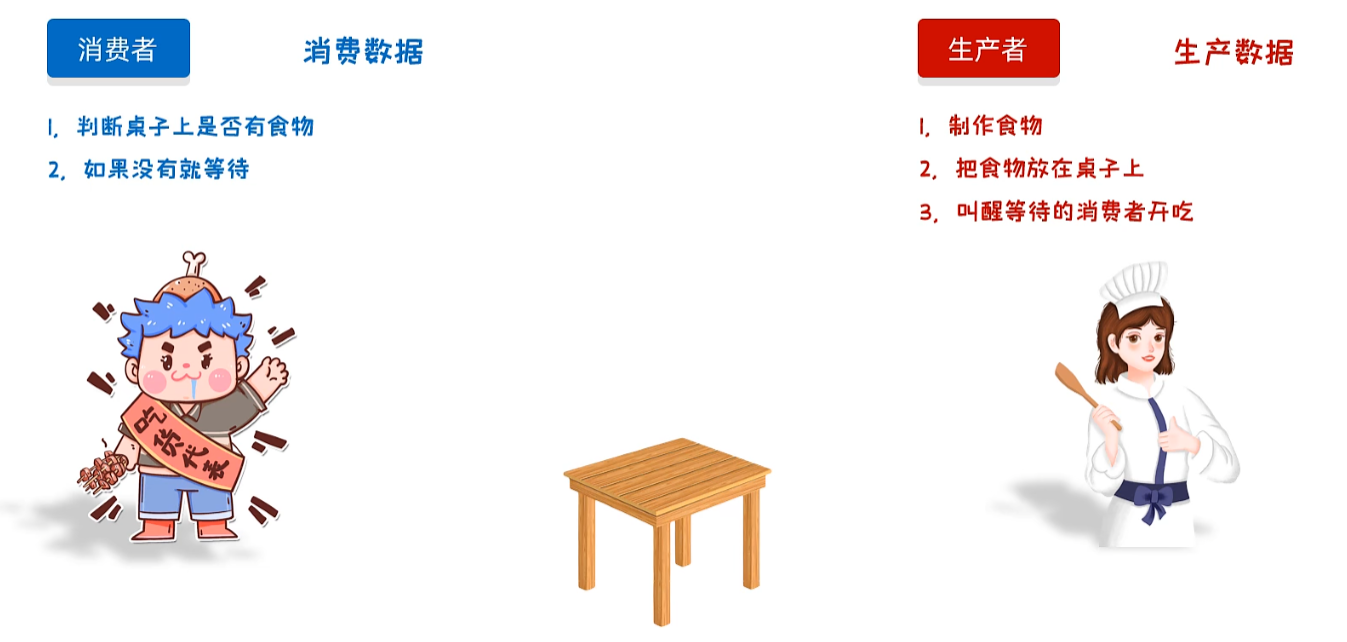 消费者
消费数据
1, 判断桌子上是否有食物
2, 如果没有就等待
吃货代表
生产者
生产数据
1, 制作食物
2, 把食物放在桌子上
3, 叫醒等待的消费者开吃